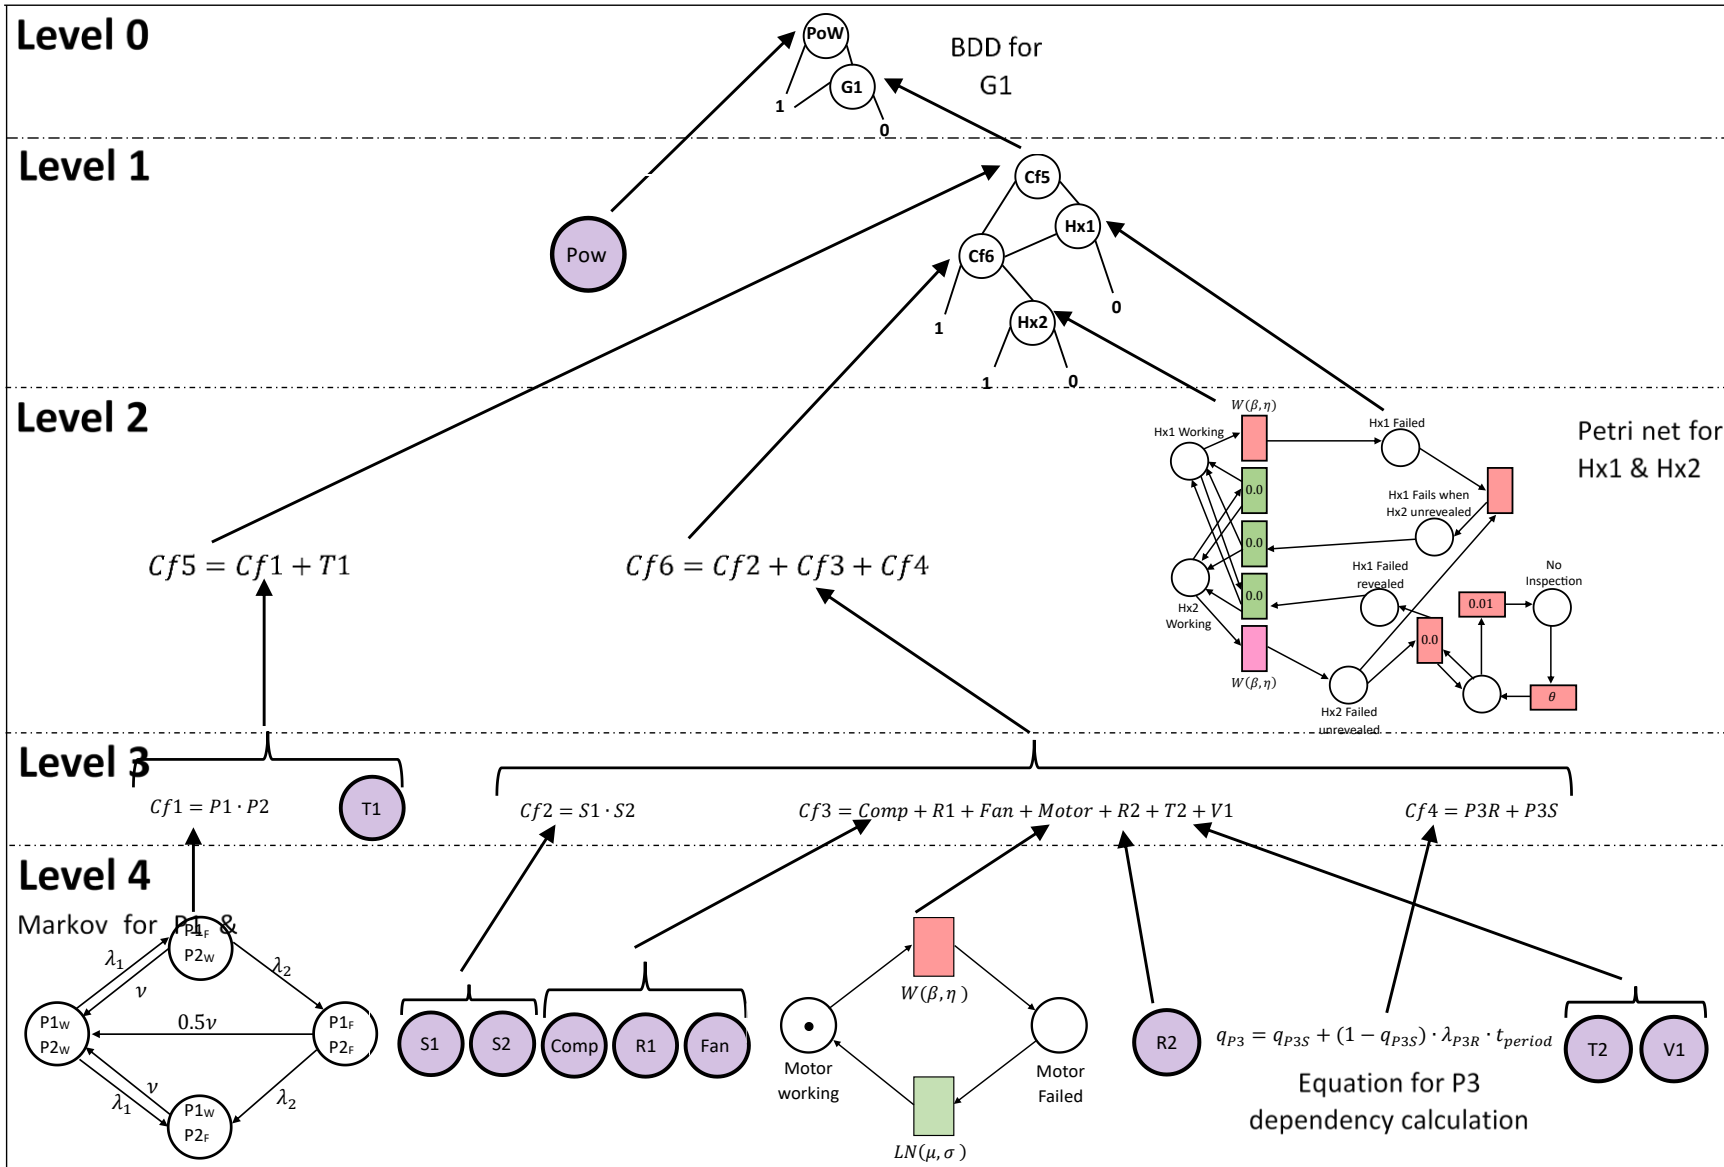 Level 0
PoW
G1
1
0
BDD for
G1
Level 1
Pow
Cf5
Hx1
Cf6
Hx2
1
0
1
0
Level 2
Cf5 = Cf1 + T1
Cf6 = Cf2 + Cf3 + Cf4
W(β, η)
Hx1 Working
Hx1 Failed
0.0
Hx1 Fails when
Hx2 unrevealed
0.0
Hx1 Failed
revealed
0.0
Hx2
Working
W(β, η)
Hx2 Failed
unrevealed
0.0
0.01
No
Inspection
θ
Petri net for
Hx1 & Hx2
Level 3
Cf1 = P1 · P2
T1
Cf2 = S1 · S2
Cf3 = Comp + R1 + Fan + Motor + R2 + T2 + V1
Cf4 = P3R + P3S
Level 4
Markov for P1 &
P1F
P2W
λ1
ν
λ2
P1W
P2W
0.5ν
P1F
P2F
ν
λ1
λ2
P1W
P2F
S1
S2
Comp
R1
Fan
W(β, η)
Motor
working
Motor
Failed
LN(μ, σ)
R2
qP3 = qP3S + (1 − qP3S) · λP3R · tperiod
Equation for P3
dependency calculation
T2
V1